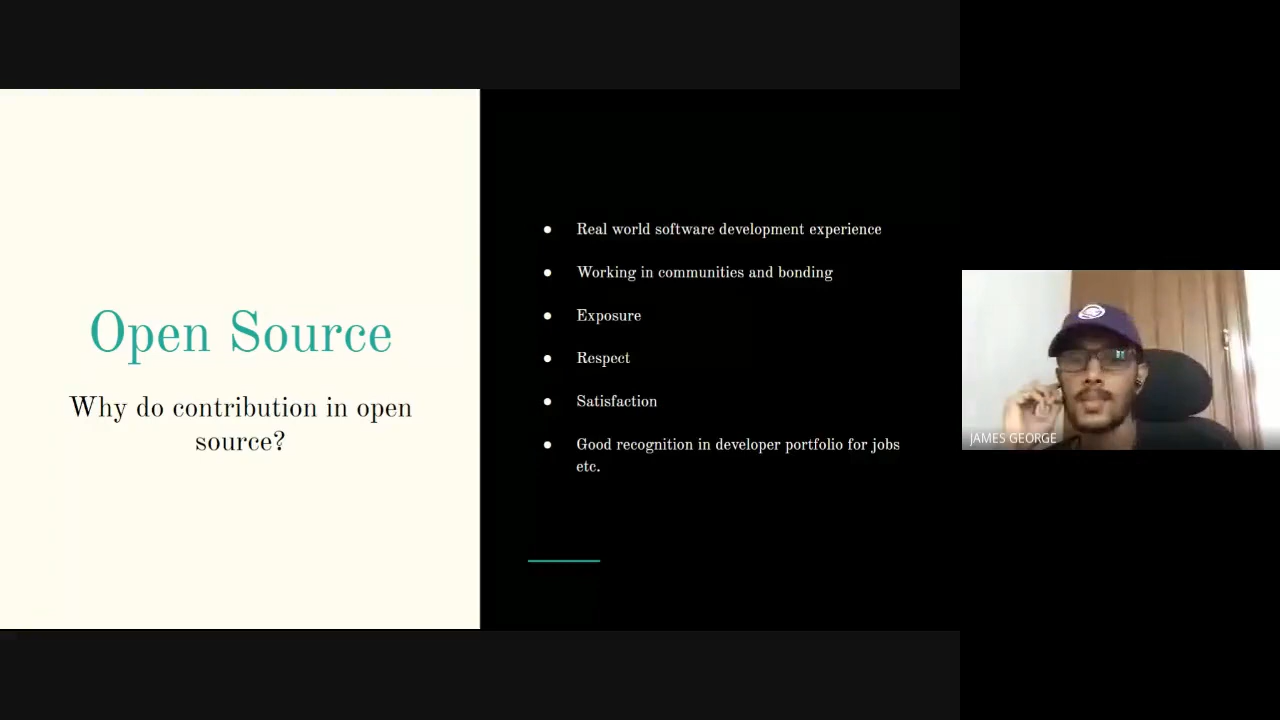 Open Source
Why do contribution in open
source?
● Real world software development experience
● Working in communities and bonding
● Exposure
● Respect
● Satisfaction
● Good recognition in developer portfolio for jobs
etc.
JAMES GEORGE